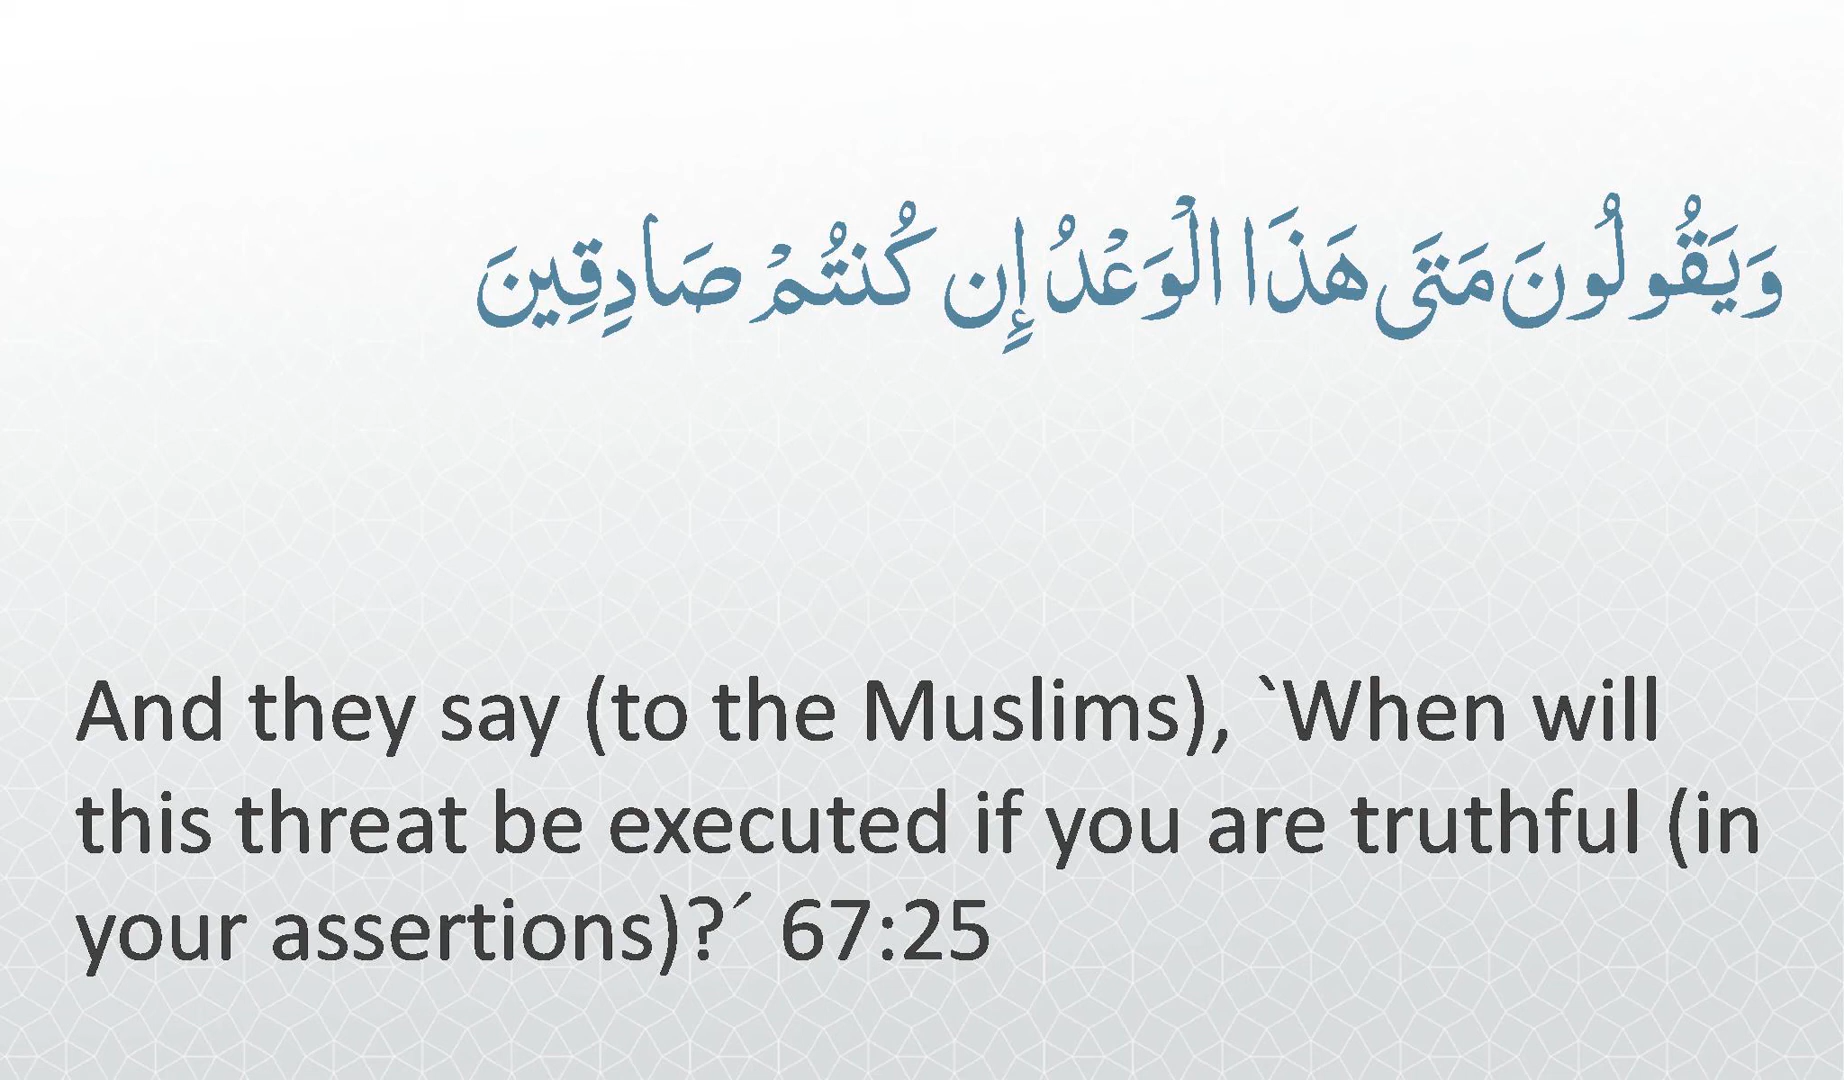 وَيَقُولُونَ مَتَى هَذَا الْوَعْدُ إِن كُنتُمْ صَادِقِينَ
And they say (to the Muslims), `When will
this threat be executed if you are truthful (in
your assertions)?´ 67:25